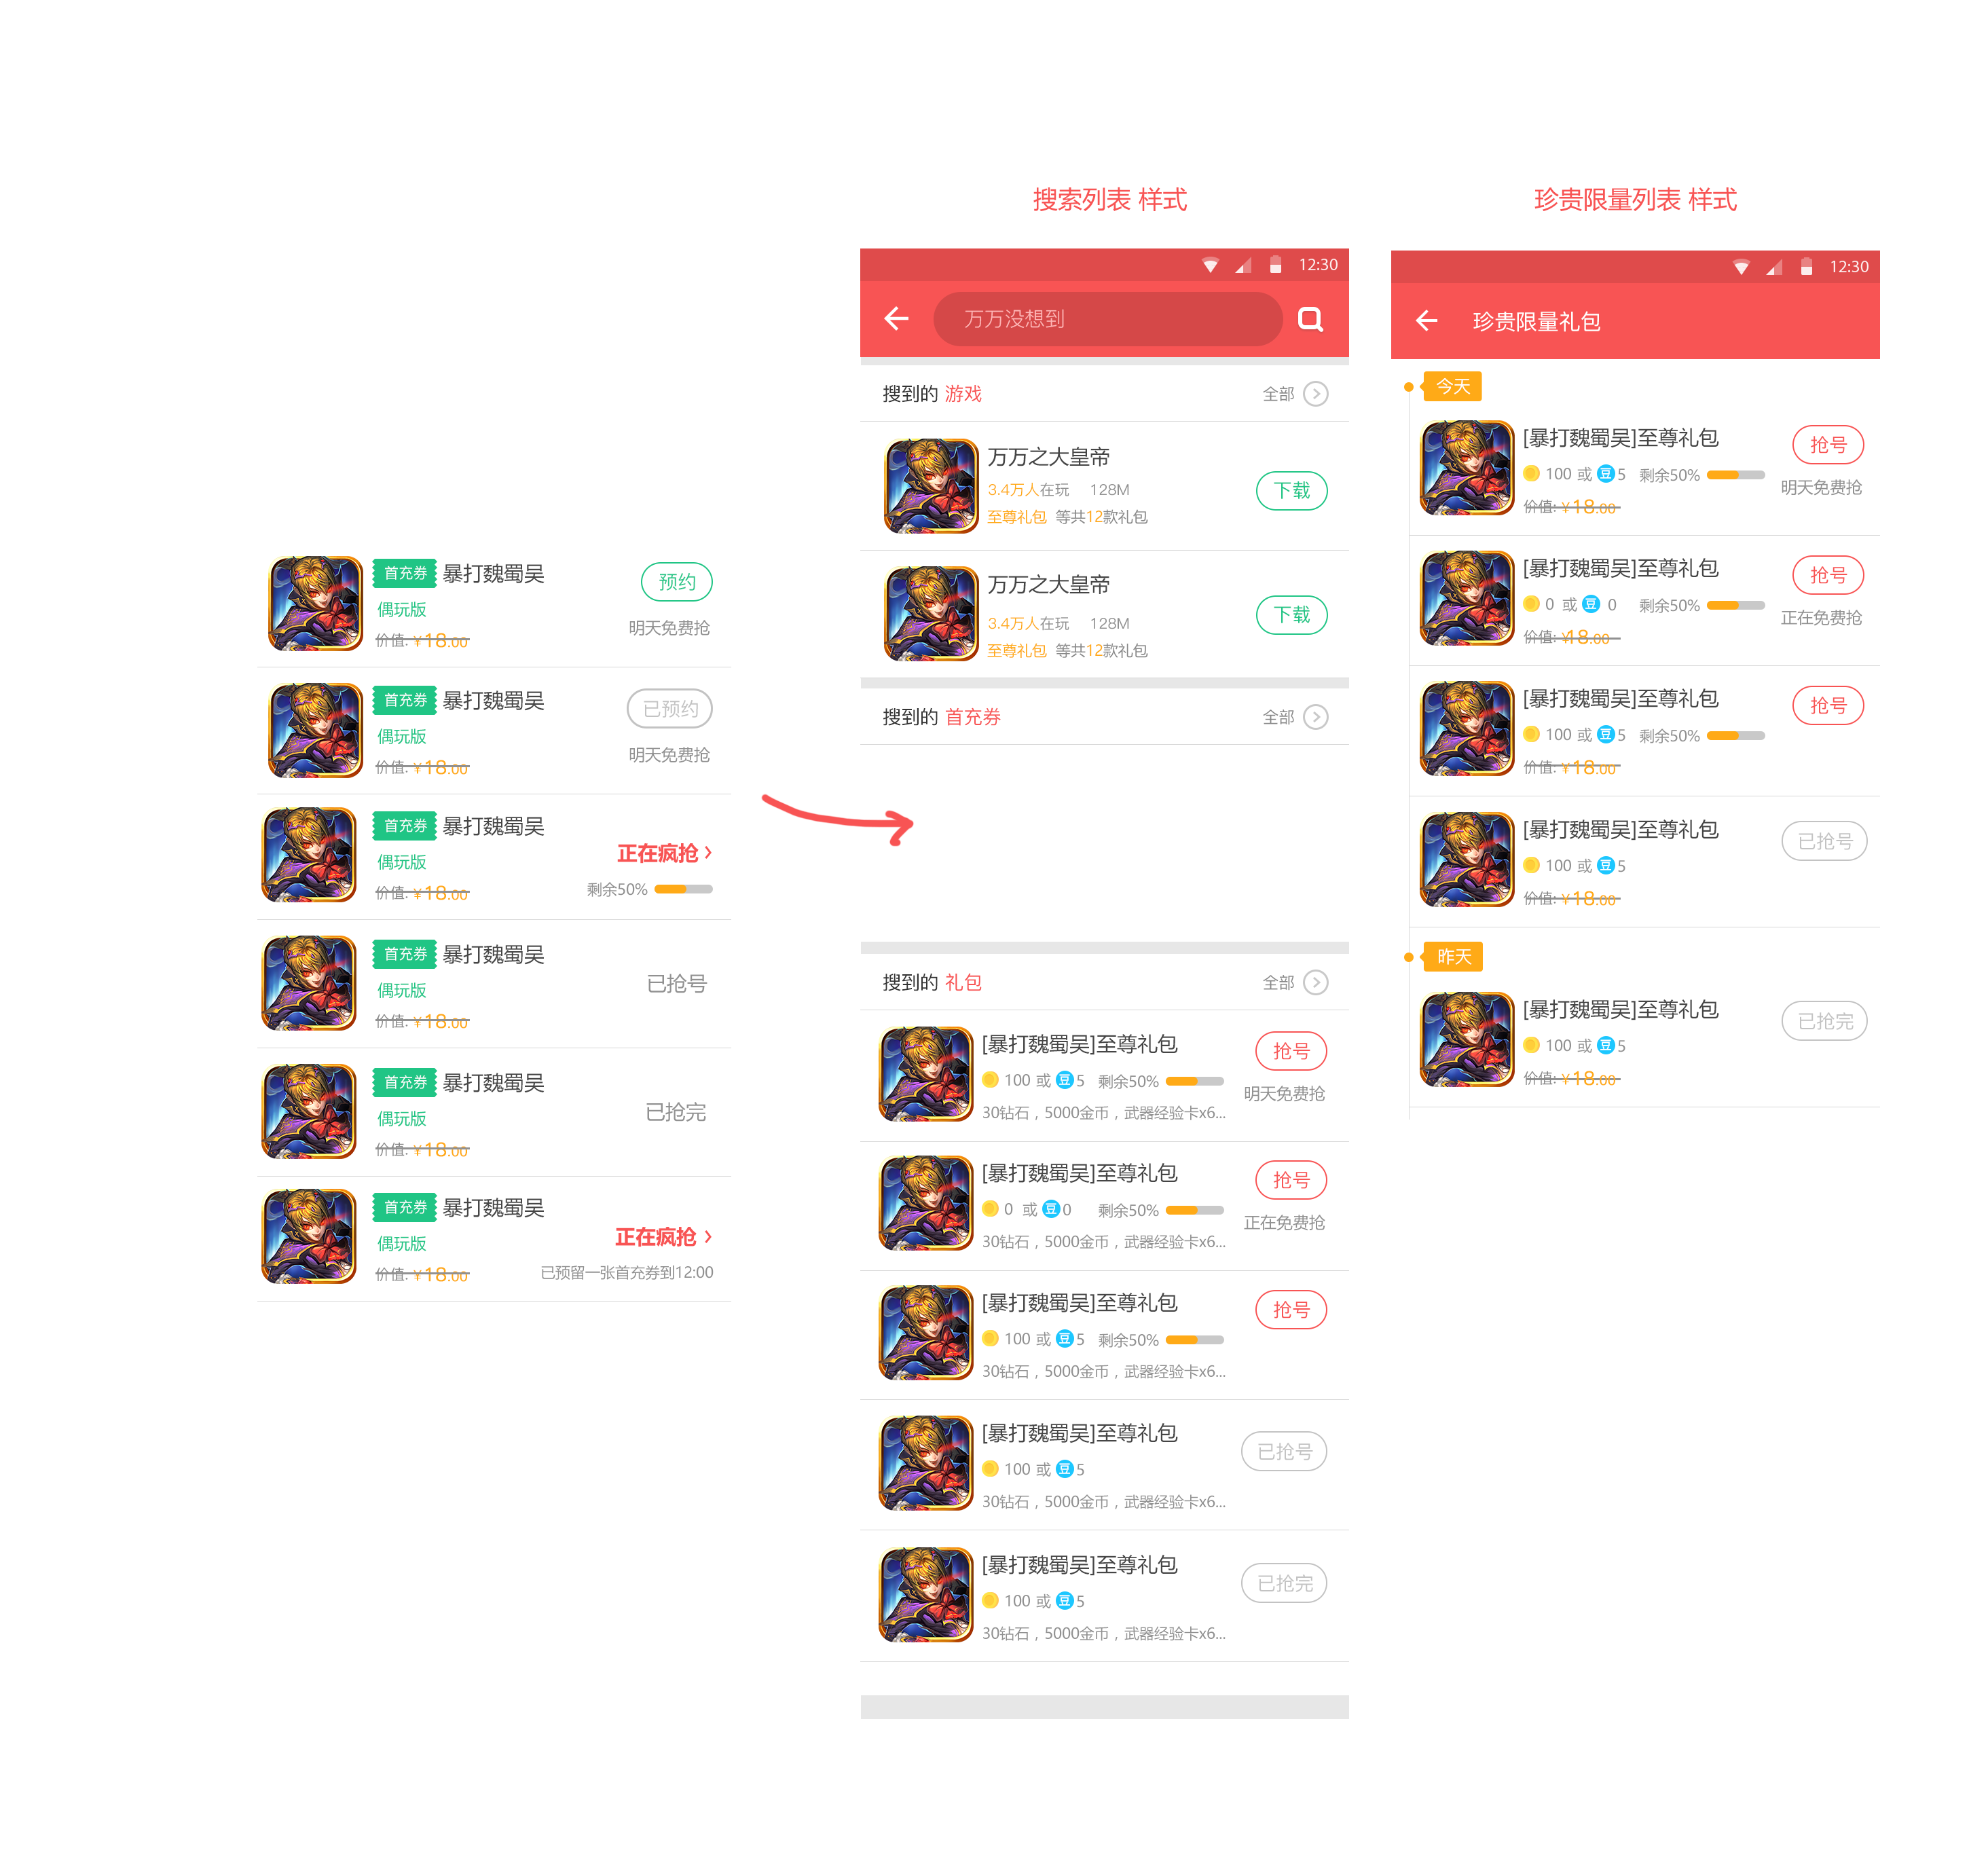 搜索列表 样式
珍贵限量列表 样式
首充券 暴打魏蜀吴
预约
偶玩版
明天免费抢
价值: ¥18.00
首充券 暴打魏蜀吴
已预约
偶玩版
明天免费抢
价值: ¥18.00
首充券 暴打魏蜀吴
正在疯抢 >
偶玩版
价值: ¥18.00
剩余50%
首充券 暴打魏蜀吴
已抢号
偶玩版
价值: ¥18.00
首充券 暴打魏蜀吴
已抢完
偶玩版
价值: ¥18.00
首充券 暴打魏蜀吴
正在疯抢 >
偶玩版
价值: ¥18.00
已预留一张首充券到12:00
12:30
万万没想到
搜到的 游戏
全部
万万之大皇帝
3.4万人在玩 128M
下载
至尊礼包 等共12款礼包
万万之大皇帝
3.4万人在玩 128M
下载
至尊礼包 等共12款礼包
搜到的 首充券
全部
搜到的 礼包
全部
[暴打魏蜀吴]至尊礼包
抢号
100 或 豆 5 剩余50%
明天免费抢
30钻石，5000金币，武器经验卡x6...
[暴打魏蜀吴]至尊礼包
抢号
0 或 豆 0 剩余50%
正在免费抢
30钻石，5000金币，武器经验卡x6...
[暴打魏蜀吴]至尊礼包
抢号
100 或 豆 5 剩余50%
30钻石，5000金币，武器经验卡x6...
[暴打魏蜀吴]至尊礼包
已抢号
100 或 豆 5
30钻石，5000金币，武器经验卡x6...
[暴打魏蜀吴]至尊礼包
已抢完
100 或 豆 5
30钻石，5000金币，武器经验卡x6...
12:30
珍贵限量礼包
今天
[暴打魏蜀吴]至尊礼包
抢号
100 或 豆 5 剩余50%
明天免费抢
价值: ¥18.00
[暴打魏蜀吴]至尊礼包
抢号
0 或 豆 0 剩余50%
正在免费抢
价值: ¥18.00
[暴打魏蜀吴]至尊礼包
抢号
100 或 豆 5 剩余50%
价值: ¥18.00
[暴打魏蜀吴]至尊礼包
已抢号
100 或 豆 5
价值: ¥18.00
昨天
[暴打魏蜀吴]至尊礼包
已抢完
100 或 豆 5
价值: ¥18.00